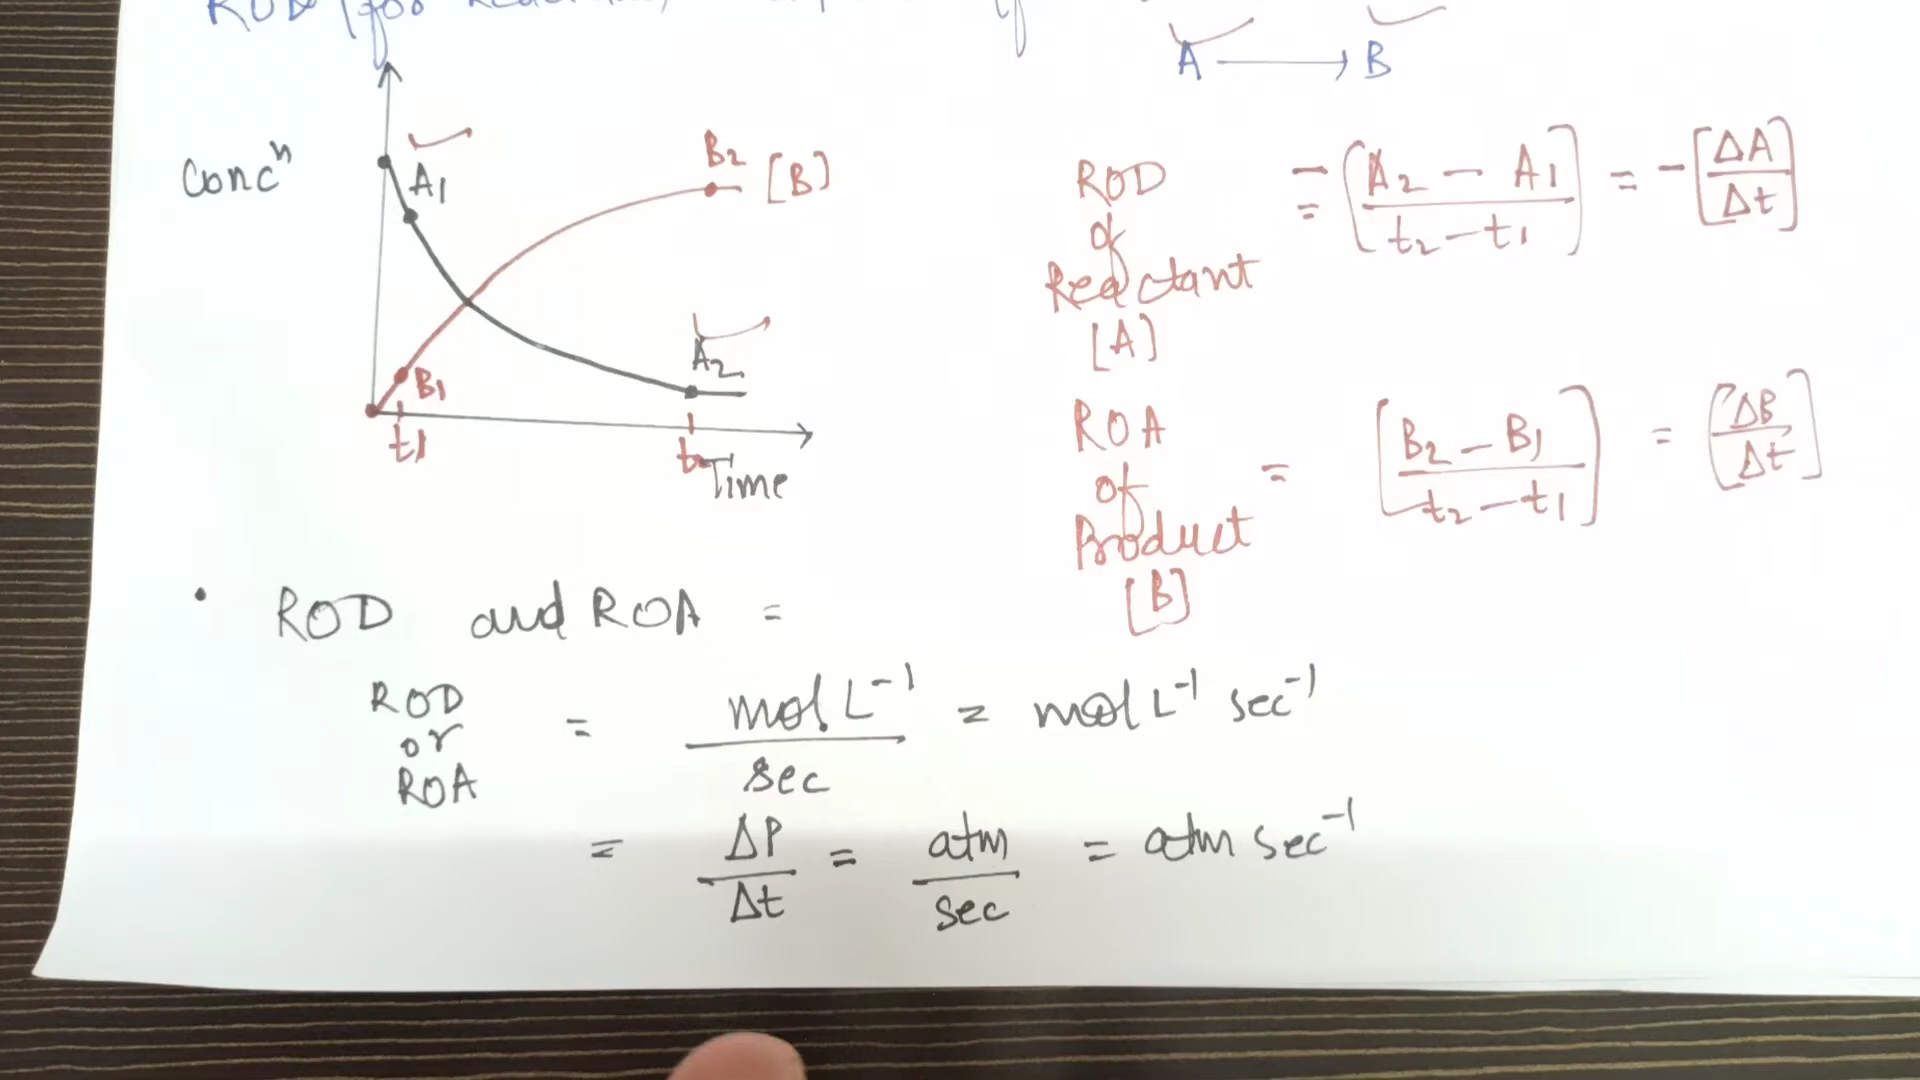 ROD (for
A → B
Concⁿ
A1
B2 [B]
B1
A2
t1
Time
ROD of Reactant [A] = - [A2 - A1 / t2 - t1] = - [ΔA / Δt]
ROA of Product [B] = [B2 - B1 / t2 - t1] = [ΔB / Δt]
• ROD and ROA =
ROD or ROA = mol L⁻¹ / sec = mol L⁻¹ sec⁻¹
= ΔP / Δt = atm / sec = atm sec⁻¹